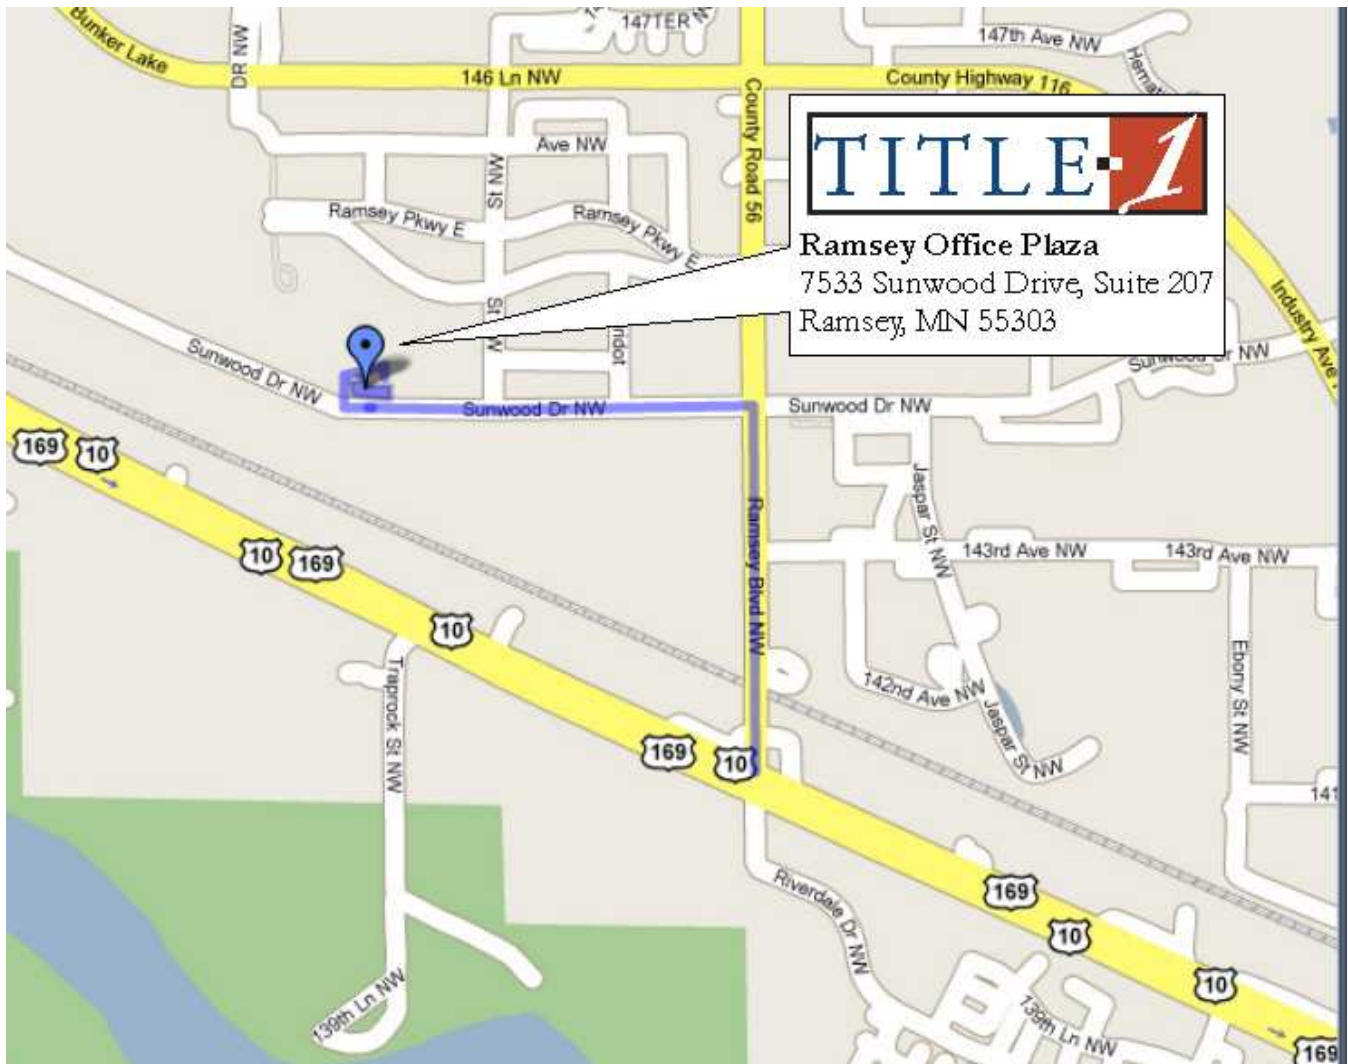 Bunker Lake
DR NW
147TER
147th Ave NW
146 Ln NW
County Highway 116
County Road 56
TITLE-1
Ramsey Office Plaza
7533 Sunwood Drive, Suite 207
Ramsey, MN 55303
Ave NW
St NW
Ramsey Pkwy E
Ramsey Pkwy E
Industry Ave
Sunwood Dr NW
Sunwood Dr NW
Sunwood Dr NW
Sunwood Dr NW
169
10
10
169
10
Ramsey Blvd NW
Jaspar St NW
143rd Ave NW
143rd Ave NW
142nd Ave NW
Jaspar St NW
Ebony St NW
Traprock St NW
169
10
141
Riverdale Dr NW
169
10
10
139th Ln NW
139th Ln NW
169